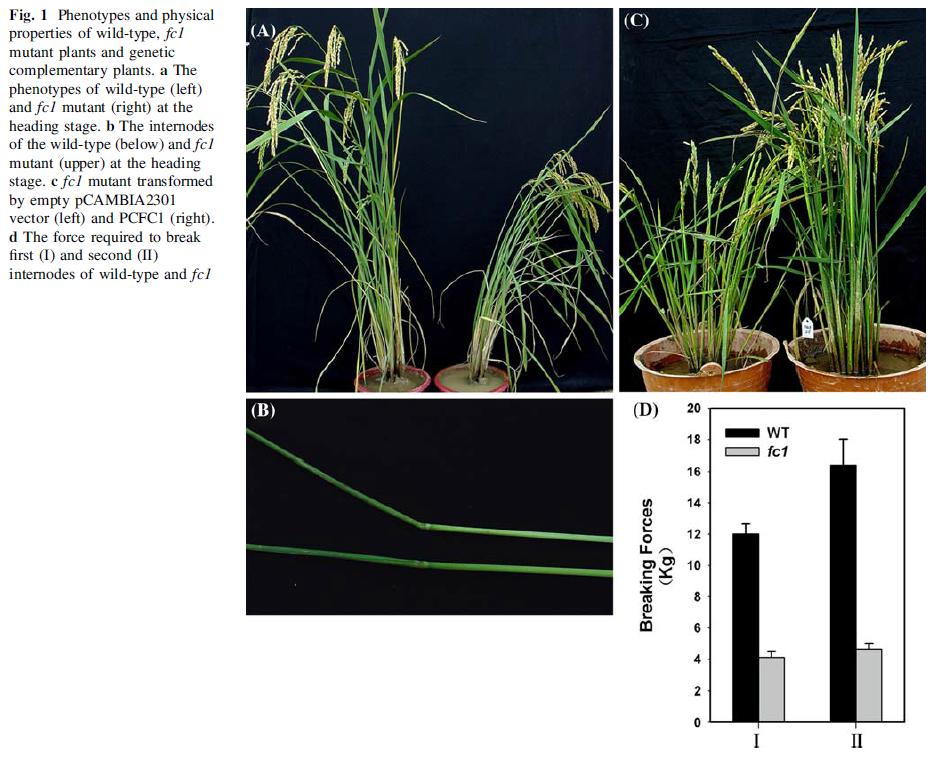 Fig. 1 Phenotypes and physical
properties of wild-type, fc1
mutant plants and genetic
complementary plants. a The
phenotypes of wild-type (left)
and fc1 mutant (right) at the
heading stage. b The internodes
of the wild-type (below) and fc1
mutant (upper) at the heading
stage. c fc1 mutant transformed
by empty pCAMBIA2301
vector (left) and PCFC1 (right).
d The force required to break
first (I) and second (II)
internodes of wild-type and fc1
(A)
(C)
(B)
(D)
20
18
16
14
12
10
8
6
4
2
0
WT
fc1
Breaking Forces
(Kg)
I
II